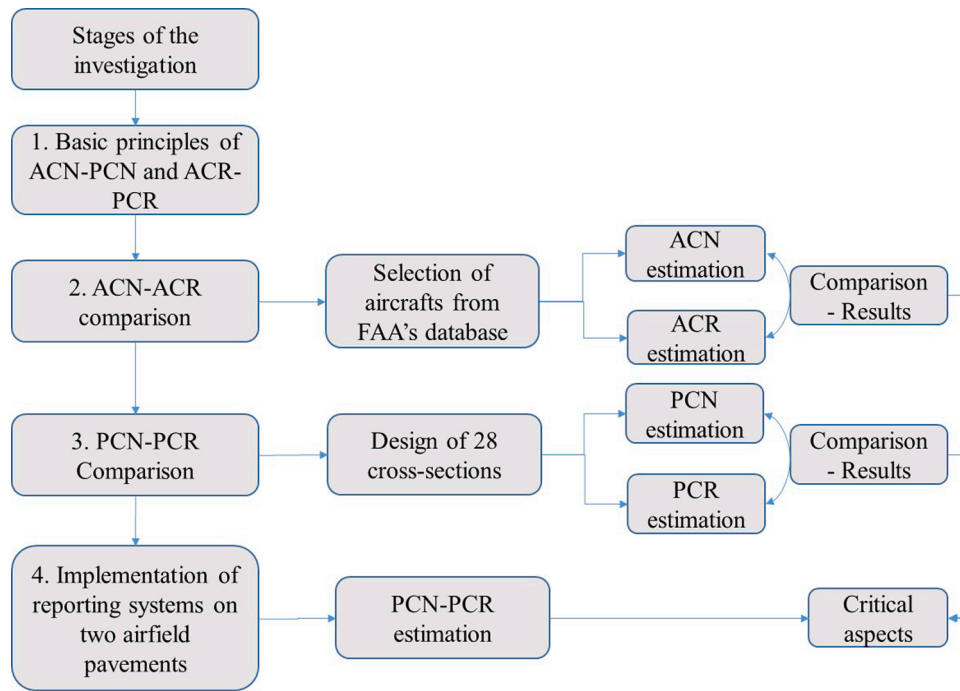 Stages of the
investigation
1. Basic principles of
ACN-PCN and ACR-
PCR
2. ACN-ACR
comparison
Selection of
aircrafts from
FAA's database
ACN
estimation
ACR
estimation
Comparison
- Results
3. PCN-PCR
Comparison
Design of 28
cross-sections
PCN
estimation
PCR
estimation
Comparison
- Results
4. Implementation of
reporting systems on
two airfield
pavements
PCN-PCR
estimation
Critical
aspects